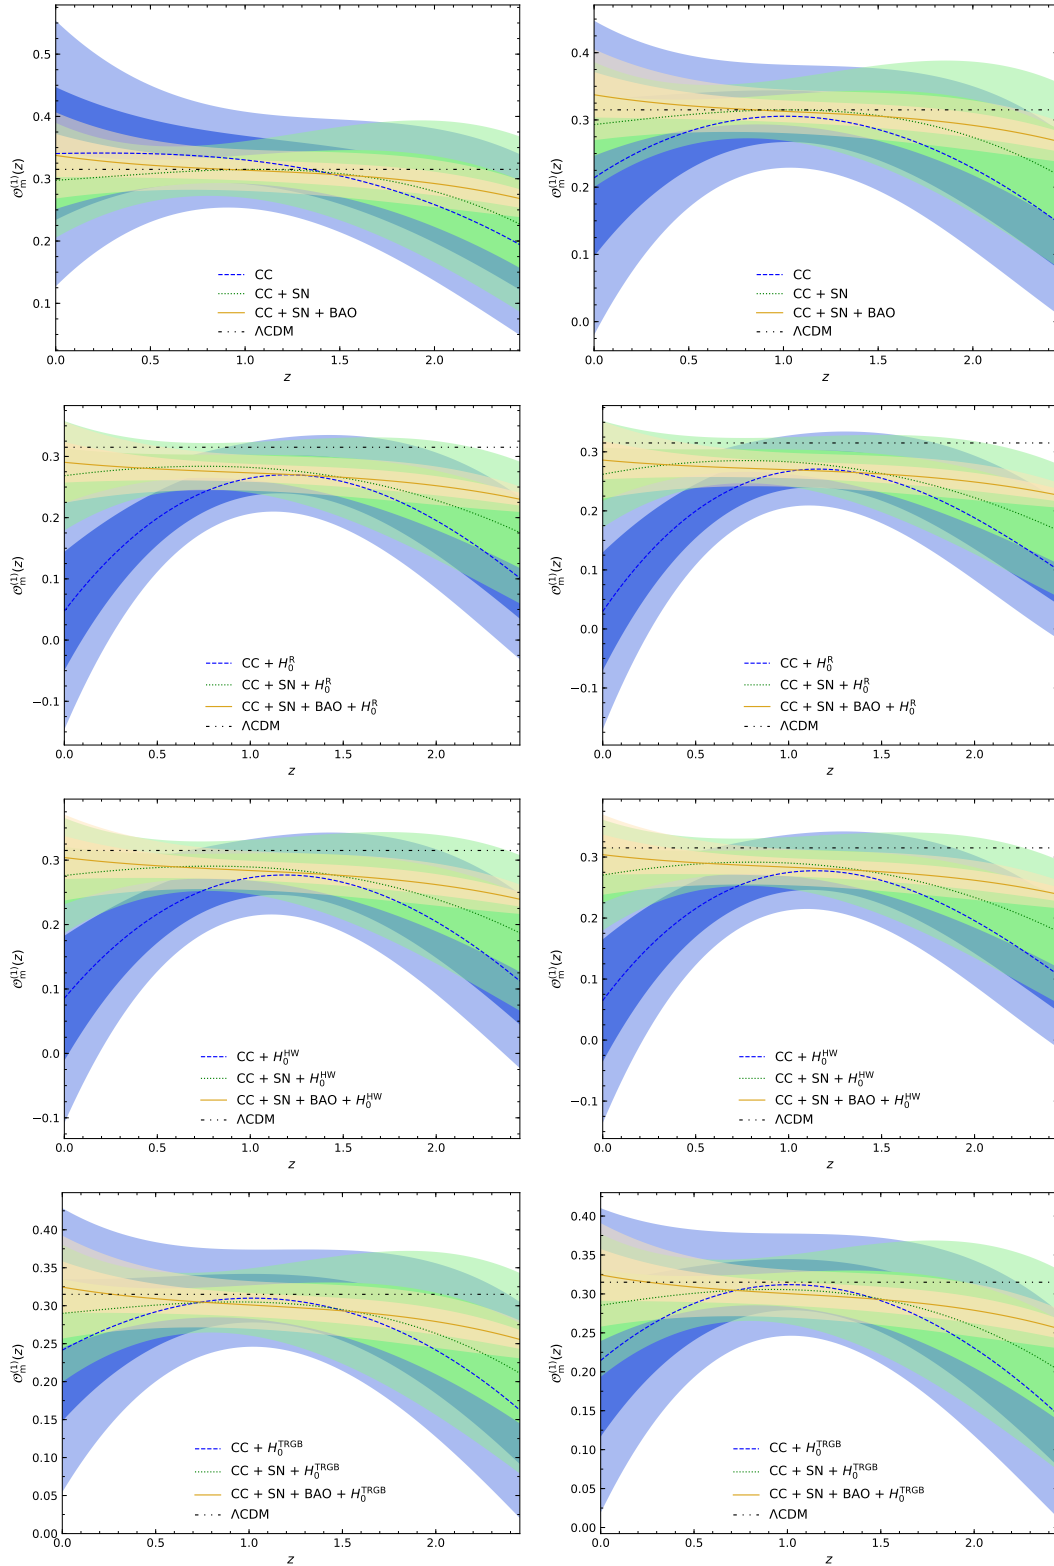 0.5
0.4
0.3
0.2
0.1
𝒪ₘ⁽¹⁾(z)
CC
CC + SN
CC + SN + BAO
ΛCDM
0.0 0.5 1.0 1.5 2.0
z
0.4
0.3
0.2
0.1
0.0
𝒪ₘ⁽¹⁾(z)
CC
CC + SN
CC + SN + BAO
ΛCDM
0.0 0.5 1.0 1.5 2.0
z
0.3
0.2
0.1
0.0
−0.1
𝒪ₘ⁽¹⁾(z)
CC + H₀ᴿ
CC + SN + H₀ᴿ
CC + SN + BAO + H₀ᴿ
ΛCDM
0.0 0.5 1.0 1.5 2.0
z
0.3
0.2
0.1
0.0
−0.1
𝒪ₘ⁽¹⁾(z)
CC + H₀ᴿ
CC + SN + H₀ᴿ
CC + SN + BAO + H₀ᴿ
ΛCDM
0.0 0.5 1.0 1.5 2.0
z
0.3
0.2
0.1
0.0
−0.1
𝒪ₘ⁽¹⁾(z)
CC + H₀ᴴᵂ
CC + SN + H₀ᴴᵂ
CC + SN + BAO + H₀ᴴᵂ
ΛCDM
0.0 0.5 1.0 1.5 2.0
z
0.3
0.2
0.1
0.0
−0.1
𝒪ₘ⁽¹⁾(z)
CC + H₀ᴴᵂ
CC + SN + H₀ᴴᵂ
CC + SN + BAO + H₀ᴴᵂ
ΛCDM
0.0 0.5 1.0 1.5 2.0
z
0.40
0.35
0.30
0.25
0.20
0.15
0.10
0.05
0.00
𝒪ₘ⁽¹⁾(z)
CC + H₀ᵀᴿᴳᴮ
CC + SN + H₀ᵀᴿᴳᴮ
CC + SN + BAO + H₀ᵀᴿᴳᴮ
ΛCDM
0.0 0.5 1.0 1.5 2.0
z
0.40
0.35
0.30
0.25
0.20
0.15
0.10
0.05
0.00
𝒪ₘ⁽¹⁾(z)
CC + H₀ᵀᴿᴳᴮ
CC + SN + H₀ᵀᴿᴳᴮ
CC + SN + BAO + H₀ᵀᴿᴳᴮ
ΛCDM
0.0 0.5 1.0 1.5 2.0
z